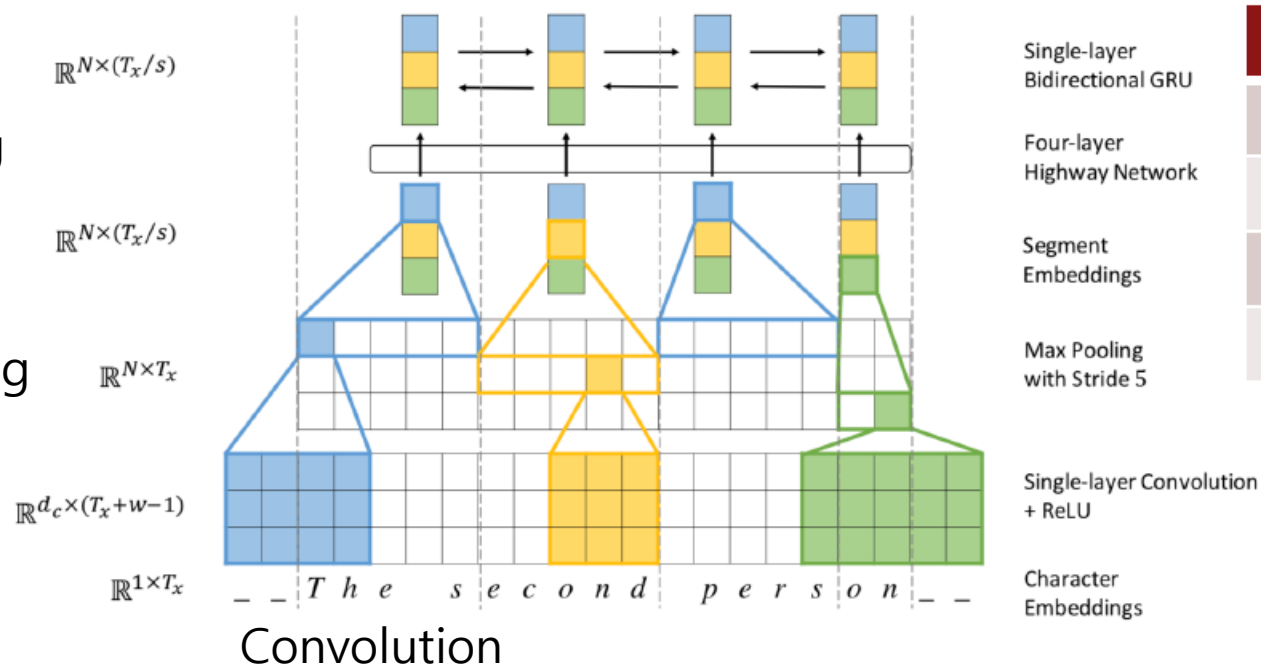 ℝ^{N×(T_x/s)}
Single-layer
Bidirectional GRU
g
Four-layer
Highway Network
ℝ^{N×(T_x/s)}
Segment
Embeddings
g
ℝ^{N×T_x}
Max Pooling
with Stride 5
ℝ^{d_c×(T_x+w−1)}
Single-layer Convolution
+ ReLU
ℝ^{1×T_x}
_ _ T h e s e c o n d p e r s o n _ _
Character
Embeddings
Convolution